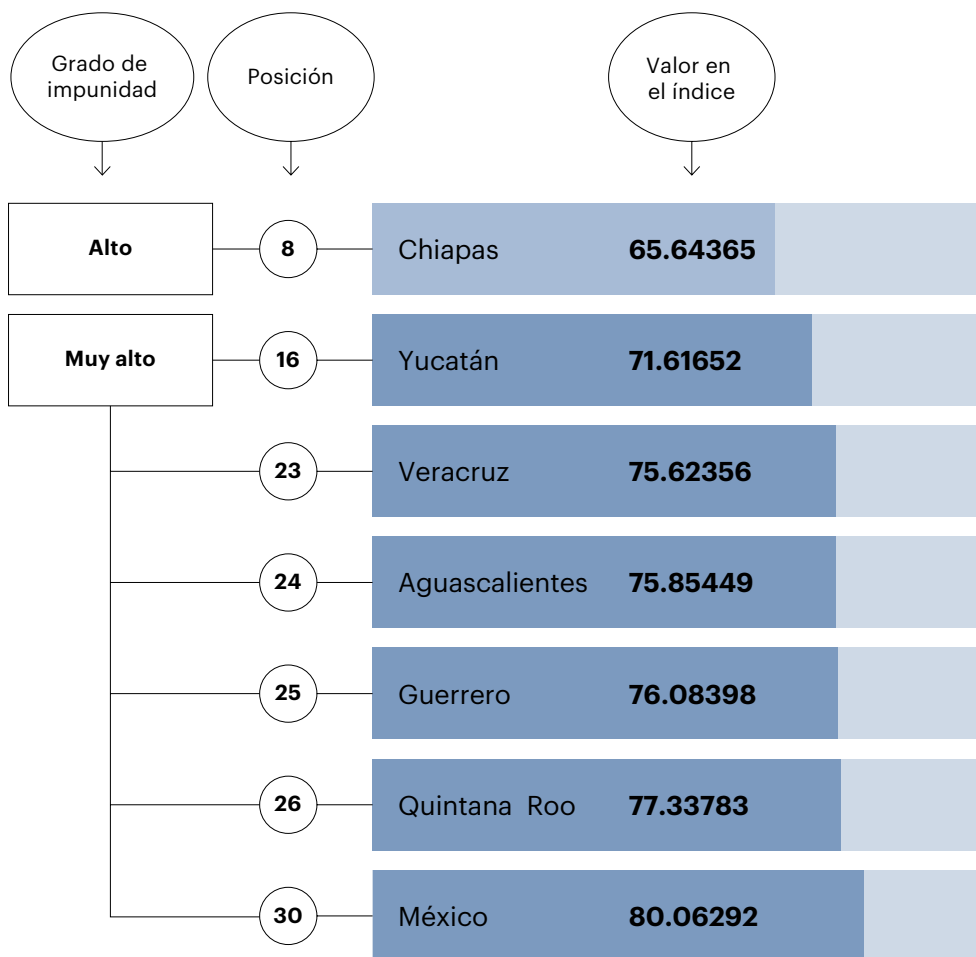 Grado de
impunidad
Posición
Valor en
el índice
Alto
8
Chiapas
65.64365
Muy alto
16
Yucatán
71.61652
23
Veracruz
75.62356
24
Aguascalientes
75.85449
25
Guerrero
76.08398
26
Quintana Roo
77.33783
30
México
80.06292